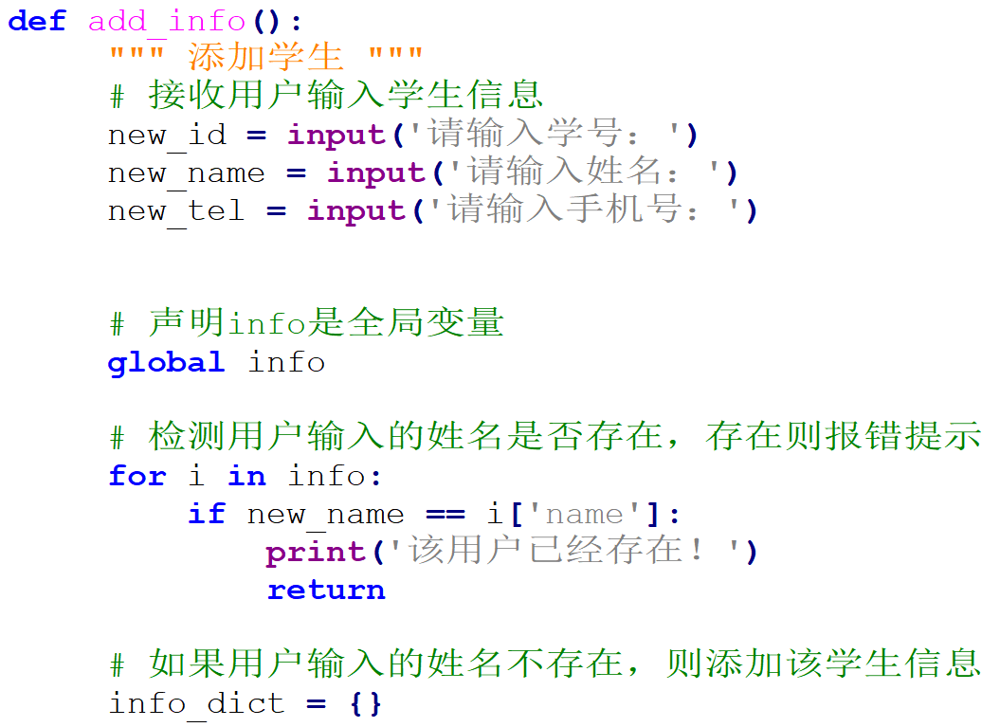 def add_info():
    """ 添加学生 """
    # 接收用户输入学生信息
    new_id = input('请输入学号：')
    new_name = input('请输入姓名：')
    new_tel = input('请输入手机号：')
    # 声明info是全局变量
    global info
    # 检测用户输入的姓名是否存在，存在则报错提示
    for i in info:
        if new_name == i['name']:
            print('该用户已经存在！')
            return
    # 如果用户输入的姓名不存在，则添加该学生信息
    info_dict = {}